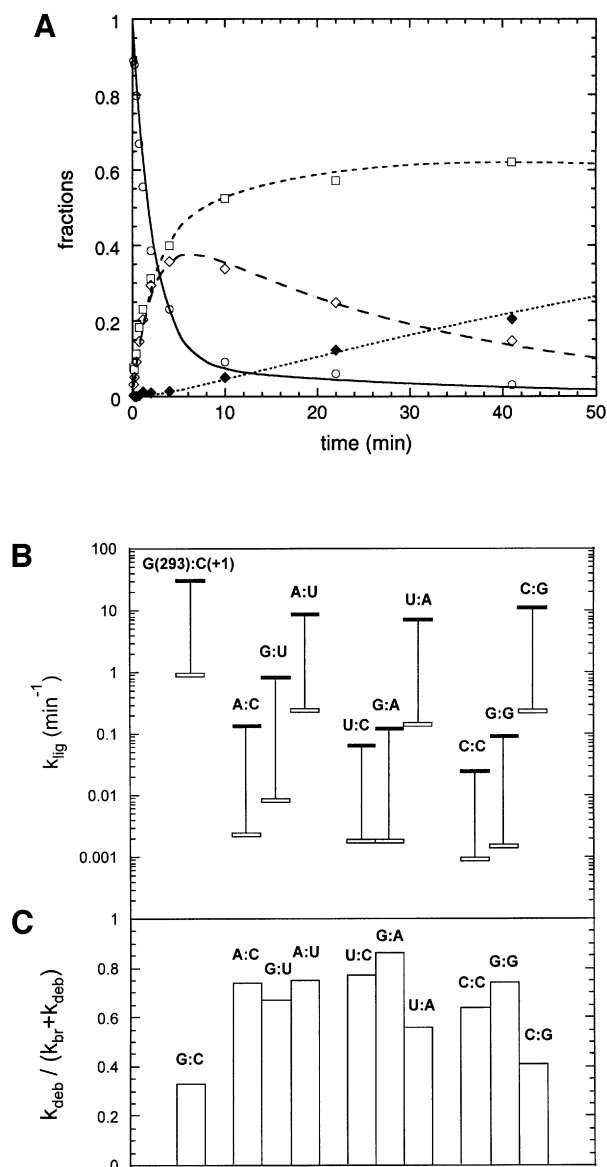 A
1
0.8
0.6
0.4
0.2
0
fractions
0 10 20 30 40 50
time (min)
B
100
10
1
0.1
0.01
0.001
k_lig (min⁻¹)
G(293):C(+1)
A:U
U:A
C:G
G:U
A:C
U:C
G:A
G:G
C:C
C
1
0.8
0.6
0.4
0.2
0
k_deb / (k_br+k_deb)
G:C
A:C
G:U
A:U
U:C
G:A
U:A
C:C
G:G
C:G